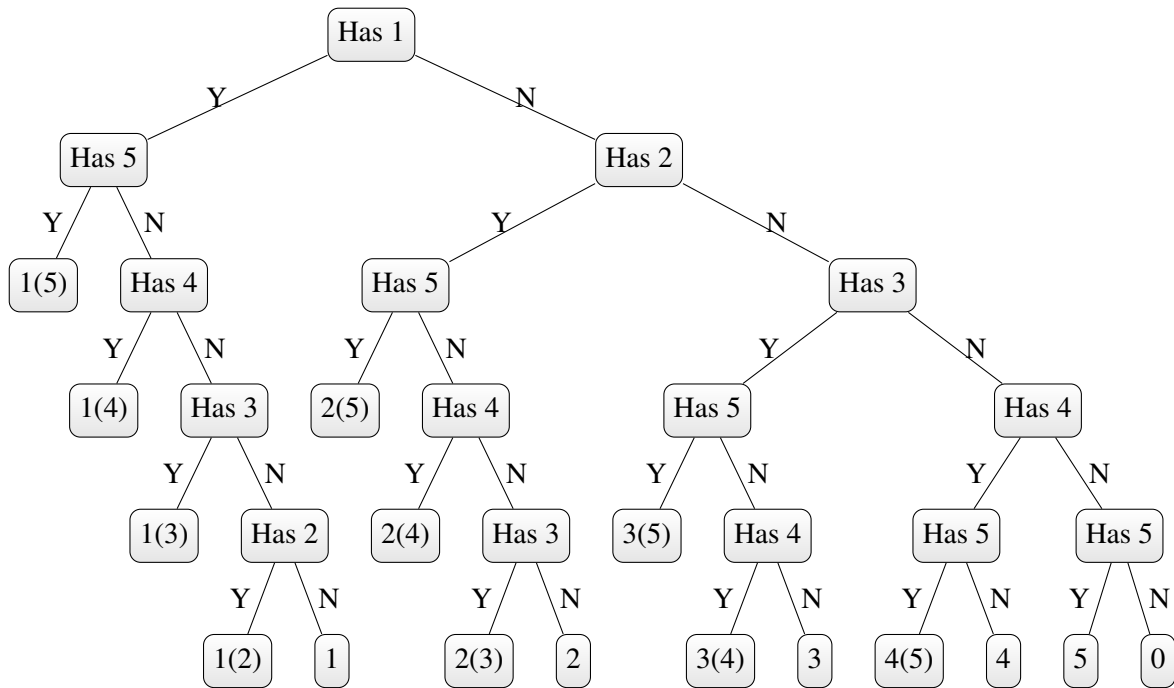 Has 1
Y N
Has 5 Has 2
Y N Y N
1(5) Has 4 Has 5 Has 3
Y N Y N Y N
1(4) Has 3 2(5) Has 4 Has 5 Has 4
Y N Y N Y N Y N
1(3) Has 2 2(4) Has 3 3(5) Has 4 Has 5 Has 5
Y N Y N Y N Y N Y N
1(2) 1 2(3) 2 3(4) 3 4(5) 4 5 0